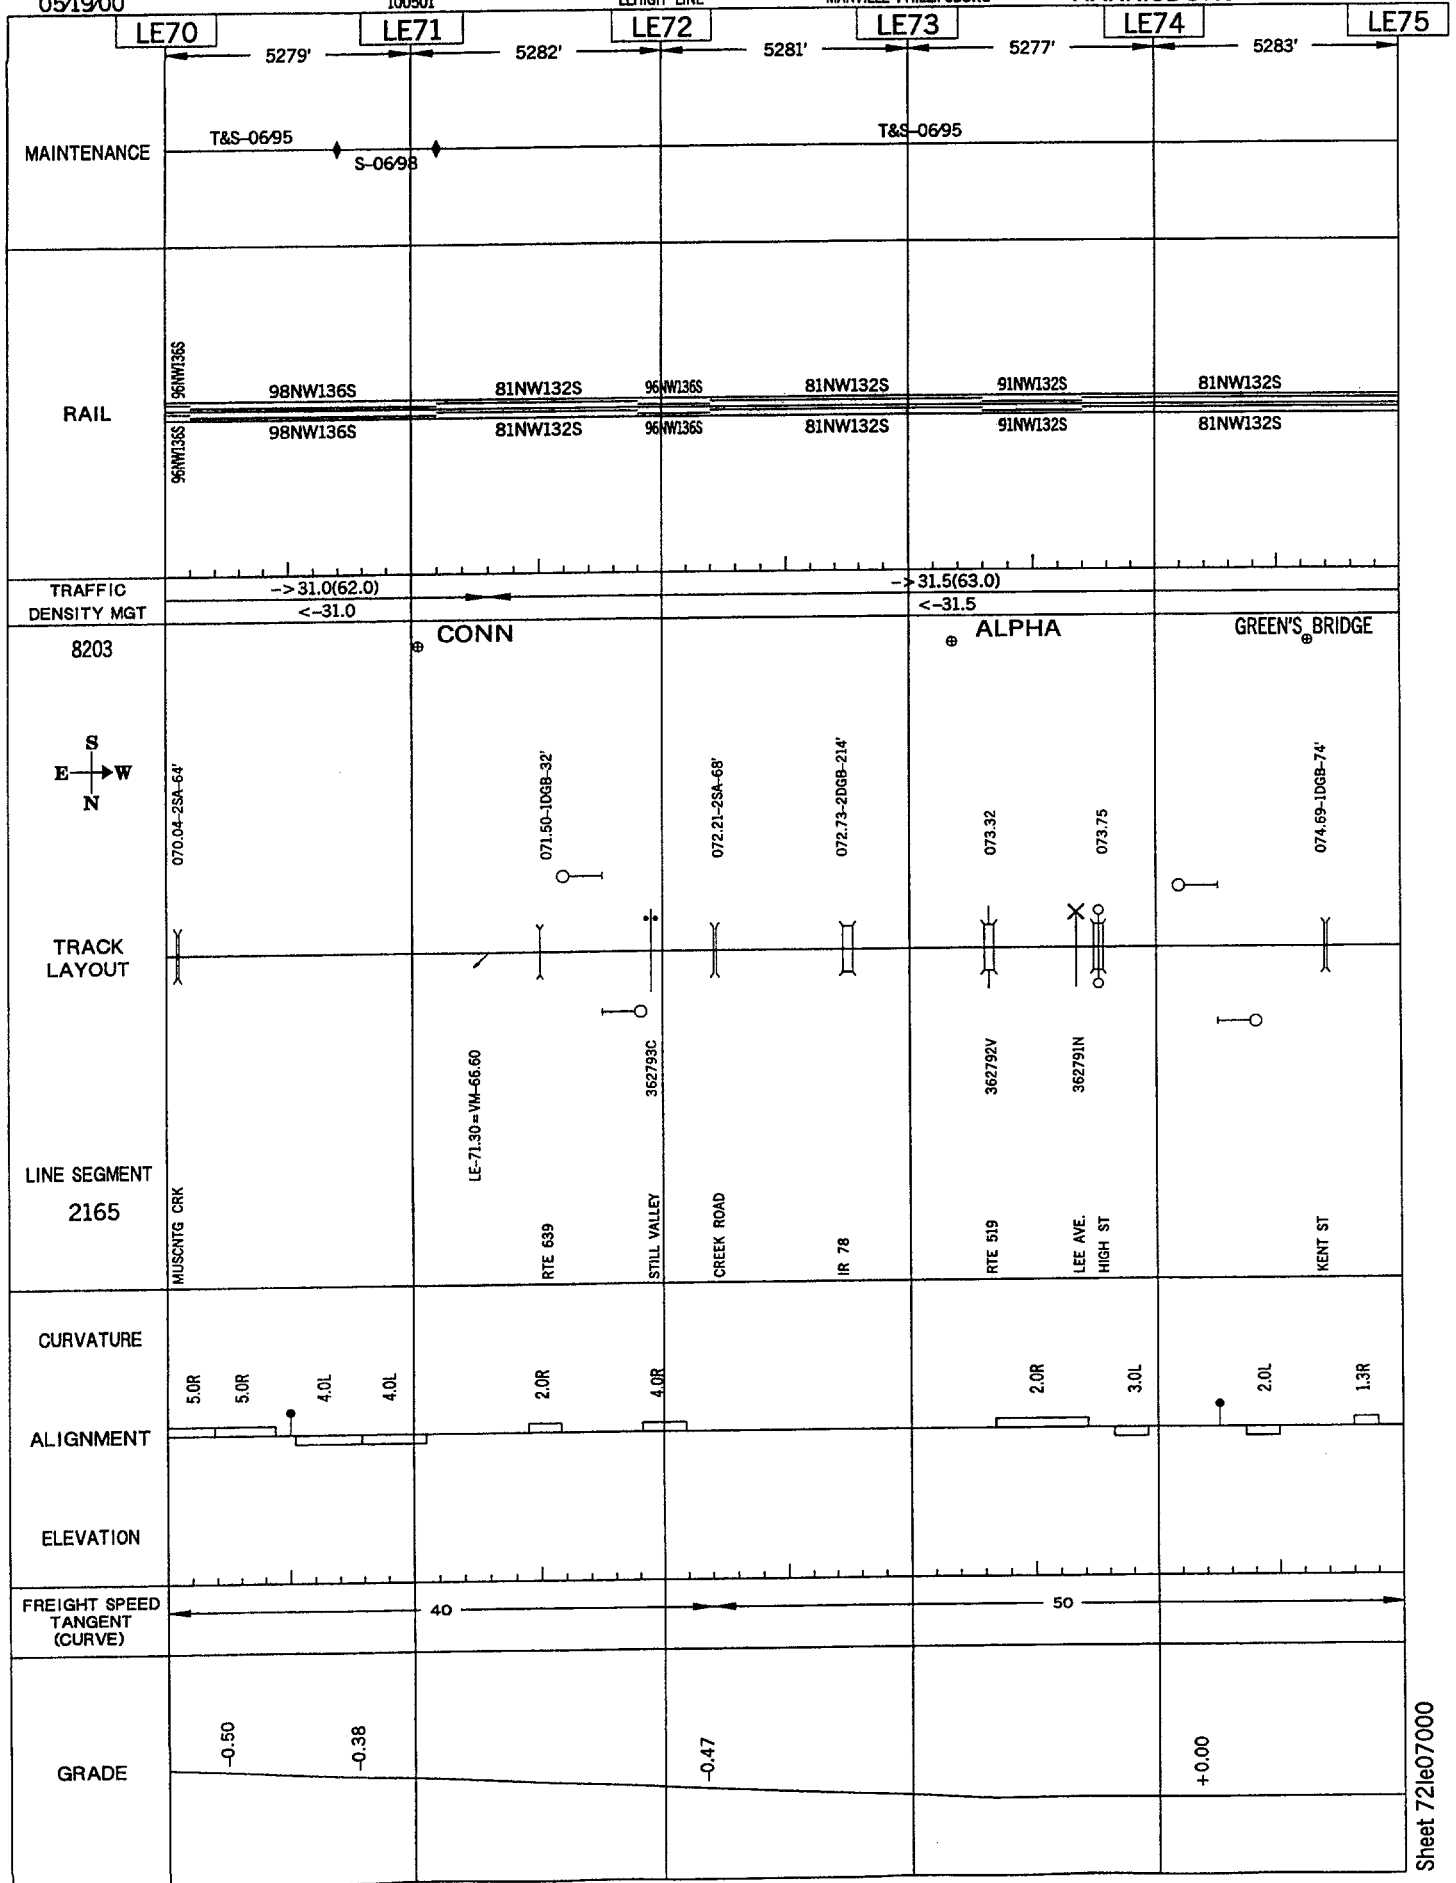 05/19/00 100501 LEHIGH LINE
LE70 LE71 LE72 LE73 LE74 LE75
5279' 5282' 5281' 5277' 5283'
MAINTENANCE
T&S-06/95
S-06/98
T&S-06/95
RAIL
96NW136S 98NW136S 81NW132S 96NW136S 81NW132S 91NW132S 81NW132S
96NW136S 98NW136S 81NW132S 96NW136S 81NW132S 91NW132S 81NW132S
TRAFFIC
DENSITY MGT
->31.0(62.0) ->31.5(63.0)
<-31.0 <-31.5
8203
CONN ALPHA GREEN'S BRIDGE
S
E W
N
070.04-2SA-64'
071.50-1DGB-32'
072.21-2SA-68'
072.73-2DGB-214'
073.32
073.75
074.69-1DGB-74'
TRACK
LAYOUT
LE-71.30=VM-66.60
362793C
362792V
362791N
LINE SEGMENT
2165
MUSCNTG CRK
RTE 639
STILL VALLEY
CREEK ROAD
IR 78
RTE 519
LEE AVE.
HIGH ST
KENT ST
CURVATURE
5.0R 5.0R 4.0L 4.0L 2.0R 4.0R 2.0R 3.0L 2.0L 1.3R
ALIGNMENT
ELEVATION
FREIGHT SPEED
TANGENT
(CURVE)
40 50
GRADE
-0.50 -0.38 -0.47 +0.00
Sheet 72le07000